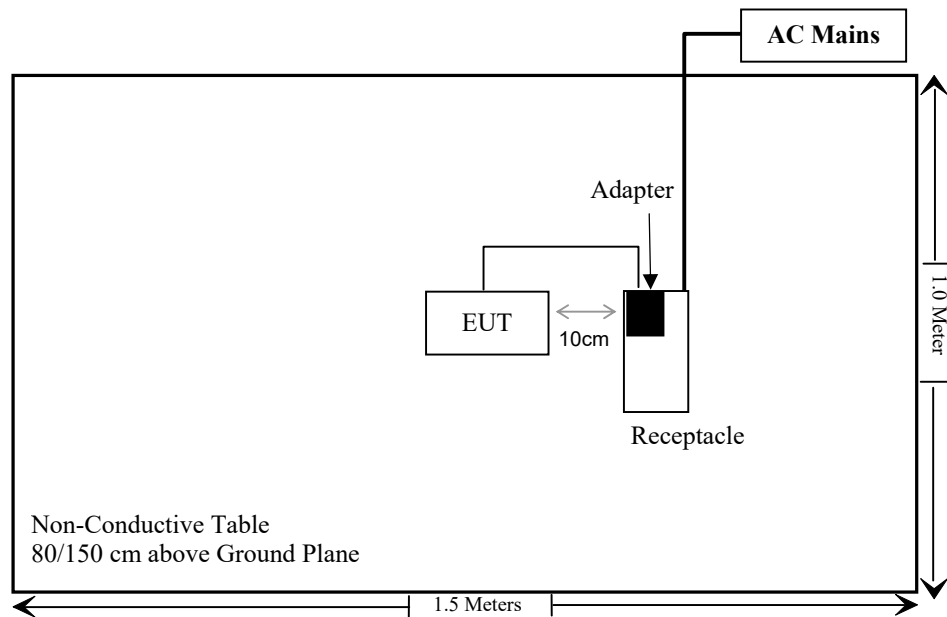 AC Mains
Adapter
EUT
10cm
1.0 Meter
Receptacle
Non-Conductive Table
80/150 cm above Ground Plane
1.5 Meters